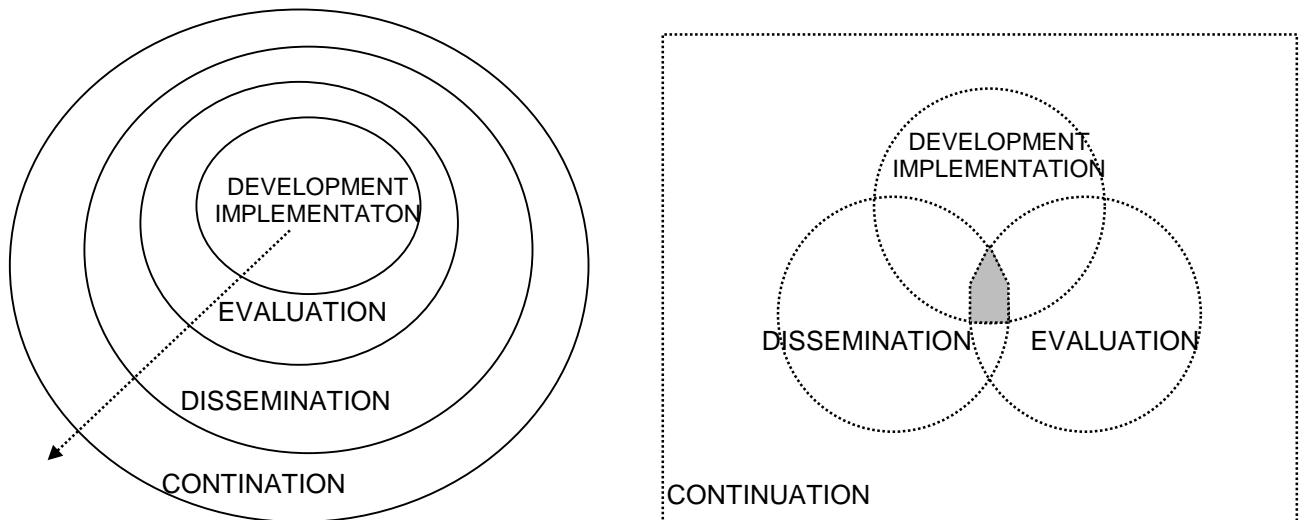 DEVELOPMENT
IMPLEMENTATON
EVALUATION
DISSEMINATION
CONTINATION
DEVELOPMENT
IMPLEMENTATION
DISSEMINATION
EVALUATION
CONTINUATION